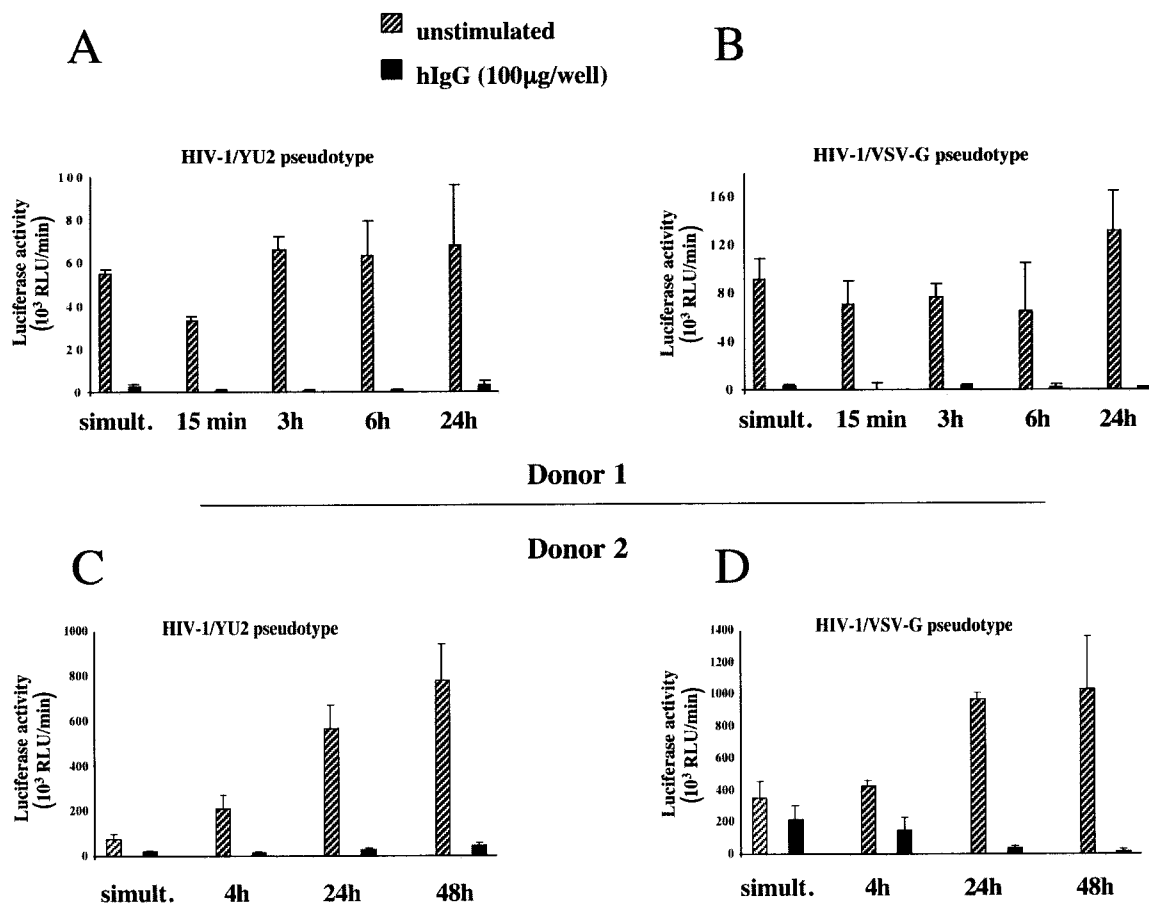 A
unstimulated
hIgG (100µg/well)
B
HIV-1/YU2 pseudotype
Luciferase activity
(10³ RLU/min)
100
80
60
40
20
0
simult. 15 min 3h 6h 24h
HIV-1/VSV-G pseudotype
Luciferase activity
(10³ RLU/min)
160
120
80
40
0
simult. 15 min 3h 6h 24h
Donor 1
Donor 2
C
HIV-1/YU2 pseudotype
Luciferase activity
(10³ RLU/min)
1000
800
600
400
200
0
simult. 4h 24h 48h
D
HIV-1/VSV-G pseudotype
Luciferase activity
(10³ RLU/min)
1400
1200
1000
800
600
400
200
0
simult. 4h 24h 48h